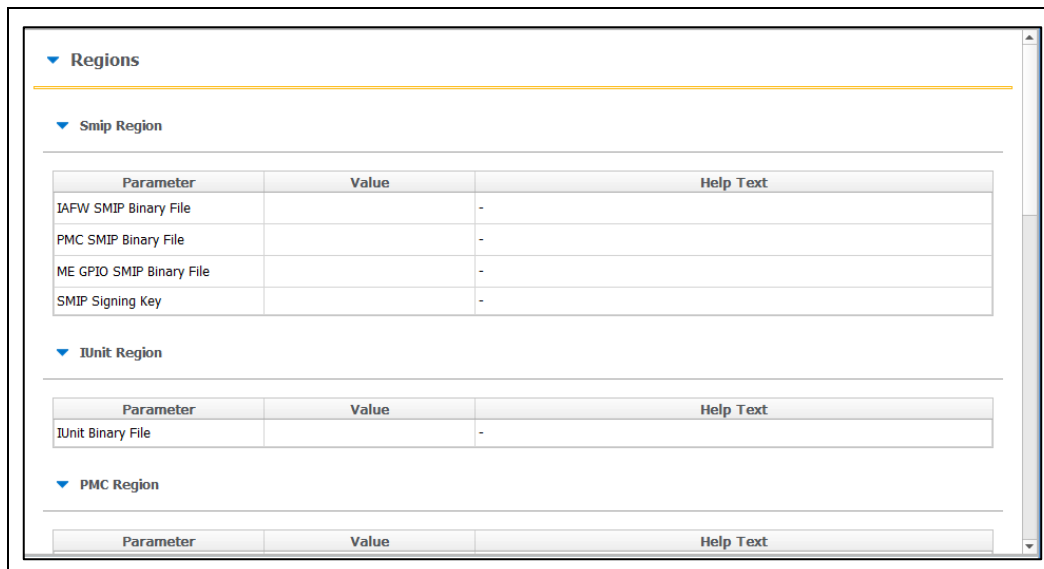 Regions
Smip Region
Parameter Value Help Text
IAFW SMIP Binary File -
PMC SMIP Binary File -
ME GPIO SMIP Binary File -
SMIP Signing Key -
IUnit Region
Parameter Value Help Text
IUnit Binary File -
PMC Region
Parameter Value Help Text